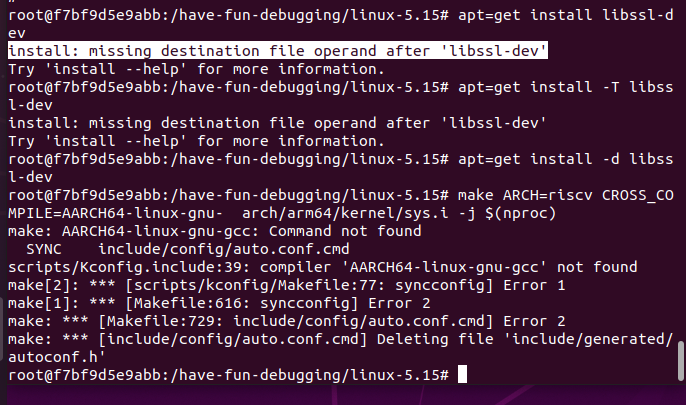 root@f7bf9d5e9abb:/have-fun-debugging/linux-5.15# apt=get install libssl-d
ev
install: missing destination file operand after 'libssl-dev'
Try 'install --help' for more information.
root@f7bf9d5e9abb:/have-fun-debugging/linux-5.15# apt=get install -T libss
l-dev
install: missing destination file operand after 'libssl-dev'
Try 'install --help' for more information.
root@f7bf9d5e9abb:/have-fun-debugging/linux-5.15# apt=get install -d libss
l-dev
root@f7bf9d5e9abb:/have-fun-debugging/linux-5.15# make ARCH=riscv CROSS_CO
MPILE=AARCH64-linux-gnu-  arch/arm64/kernel/sys.i -j $(nproc)
make: AARCH64-linux-gnu-gcc: Command not found
  SYNC    include/config/auto.conf.cmd
scripts/Kconfig.include:39: compiler 'AARCH64-linux-gnu-gcc' not found
make[2]: *** [scripts/kconfig/Makefile:77: syncconfig] Error 1
make[1]: *** [Makefile:616: syncconfig] Error 2
make: *** [Makefile:729: include/config/auto.conf.cmd] Error 2
make: *** [include/config/auto.conf.cmd] Deleting file 'include/generated/
autoconf.h'
root@f7bf9d5e9abb:/have-fun-debugging/linux-5.15#